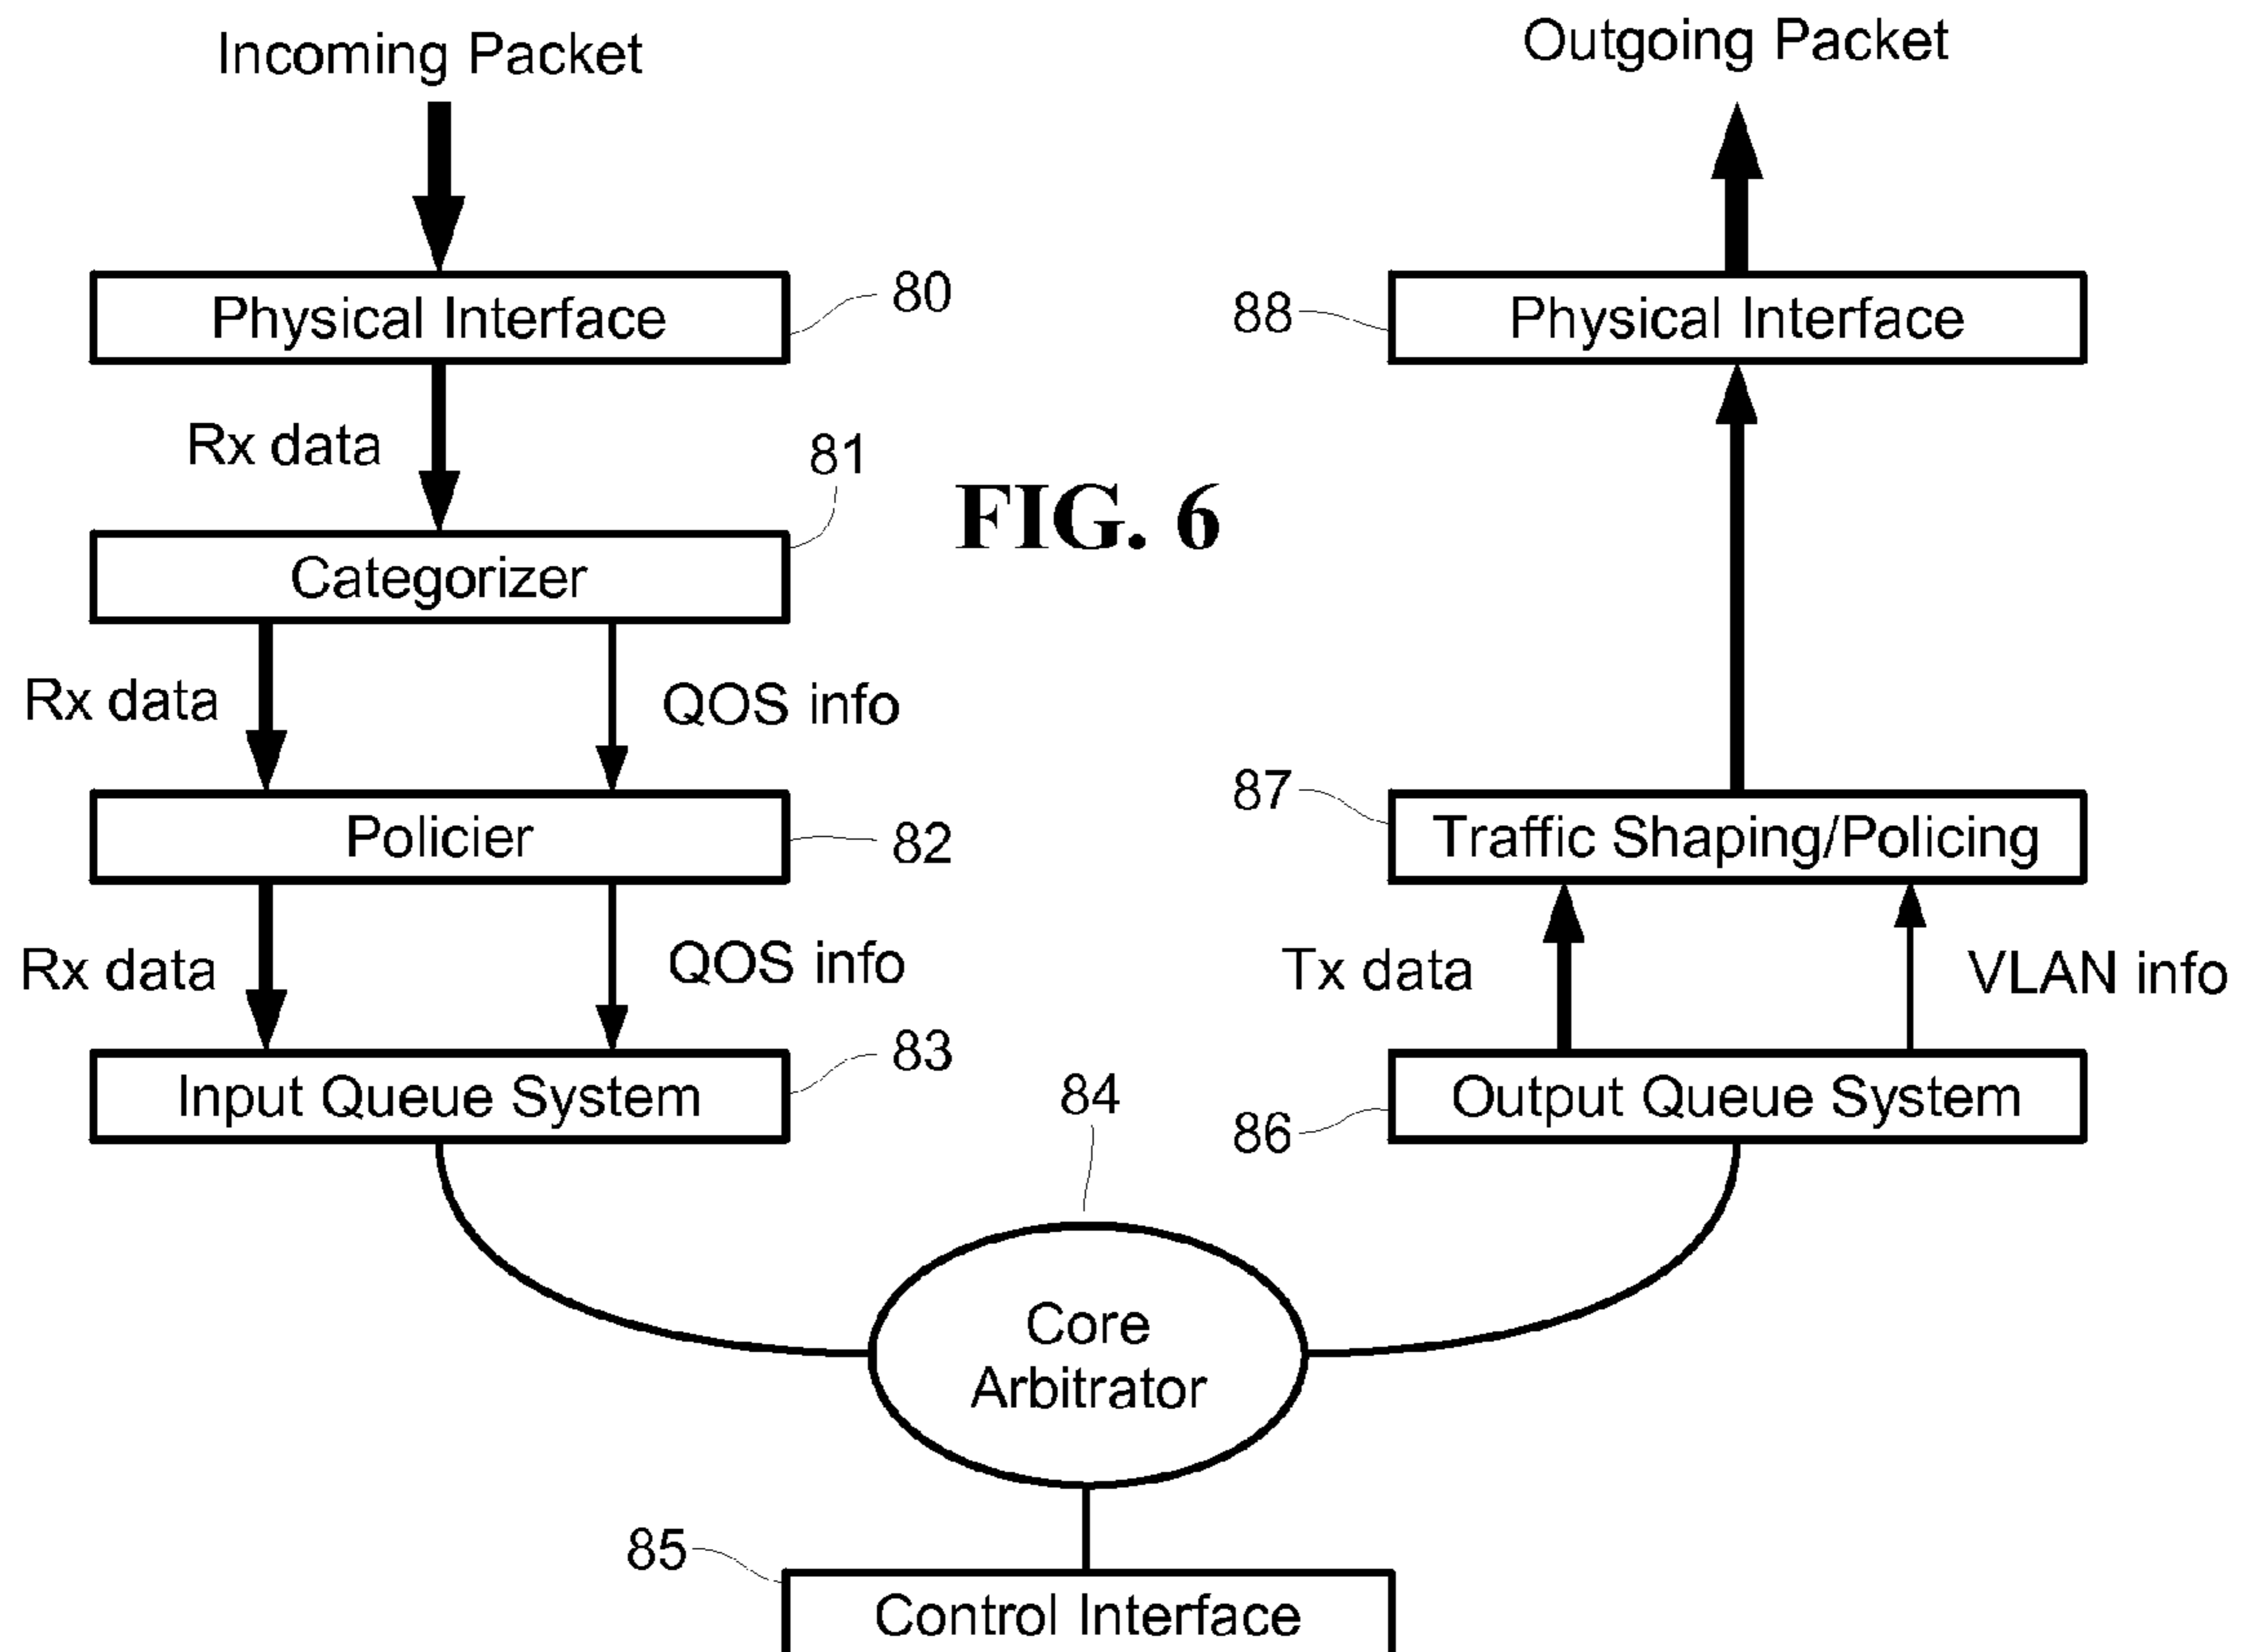 Incoming Packet
Outgoing Packet
Physical Interface
80
88
Physical Interface
Rx data
81
FIG. 6
Categorizer
Rx data
QOS info
Policier
82
87
Traffic Shaping/Policing
Rx data
QOS info
Tx data
VLAN info
Input Queue System
83
84
86
Output Queue System
Core
Arbitrator
85
Control Interface